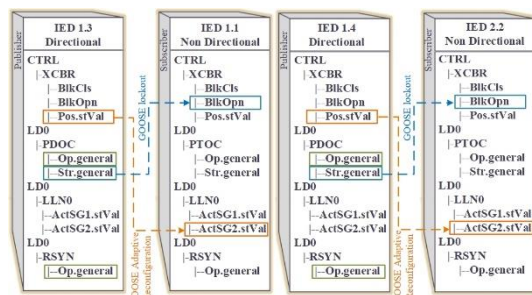 Publisher
IED 1.3
Directional
CTRL
|-XCBR
|--BlkCls
|--BlkOpn
|--Pos.stVal
LD0
|-PDOC
|--Op.general
|--Str.general
LD0
|-LLN0
|--ActSG1.stVal
|--ActSG2.stVal
LD0
|-RSYN
|--Op.general
GOOSE lockout
GOOSE Adaptive
Reconfiguration
Subscriber
IED 1.1
Non Directional
CTRL
|-XCBR
|--BlkCls
|--BlkOpn
|--Pos.stVal
LD0
|-PTOC
|--Op.general
|--Str.general
LD0
|-LLN0
|--ActSG1.stVal
|--ActSG2.stVal
LD0
|-RSYN
|--Op.general
Publisher
IED 1.4
Directional
CTRL
|-XCBR
|--BlkCls
|--BlkOpn
|--Pos.stVal
LD0
|-PDOC
|--Op.general
|--Str.general
LD0
|-LLN0
|--ActSG1.stVal
|--ActSG2.stVal
LD0
|-RSYN
|--Op.general
GOOSE lockout
GOOSE Adaptive
Reconfiguration
Subscriber
IED 2.2
Non Directional
CTRL
|-XCBR
|--BlkCls
|--BlkOpn
|--Pos.stVal
LD0
|-PTOC
|--Op.general
|--Str.general
LD0
|-LLN0
|--ActSG1.stVal
|--ActSG2.stVal
LD0
|-RSYN
|--Op.general